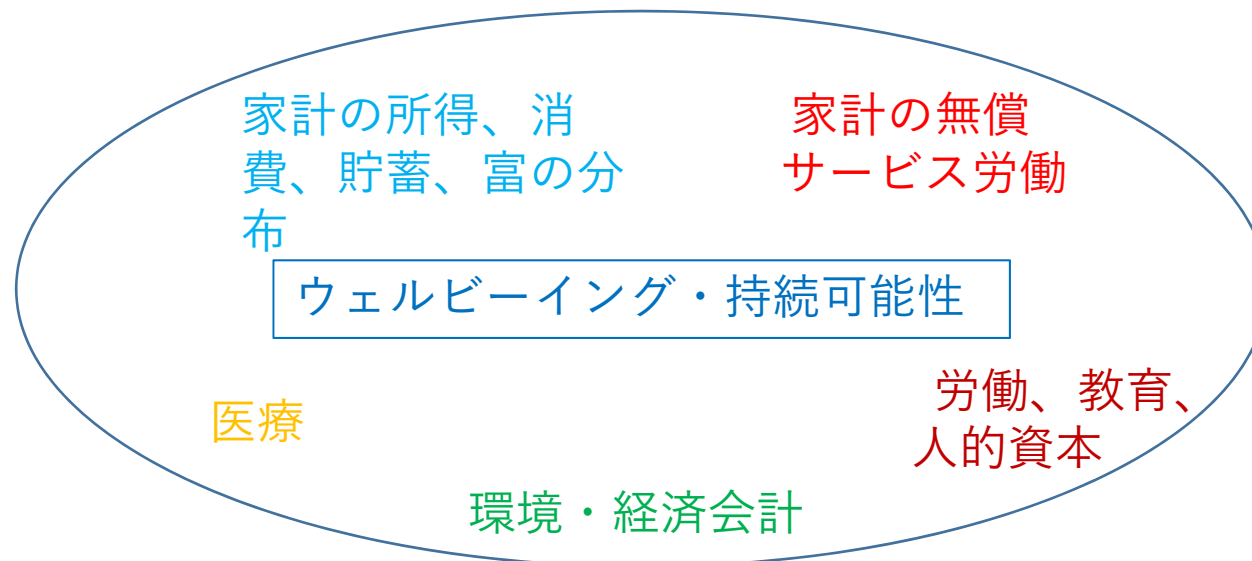 家計の所得、消
費、貯蓄、富の分
布
家計の無償
サービス労働
ウェルビーイング・持続可能性
医療
労働、教育、
人的資本
環境・経済会計